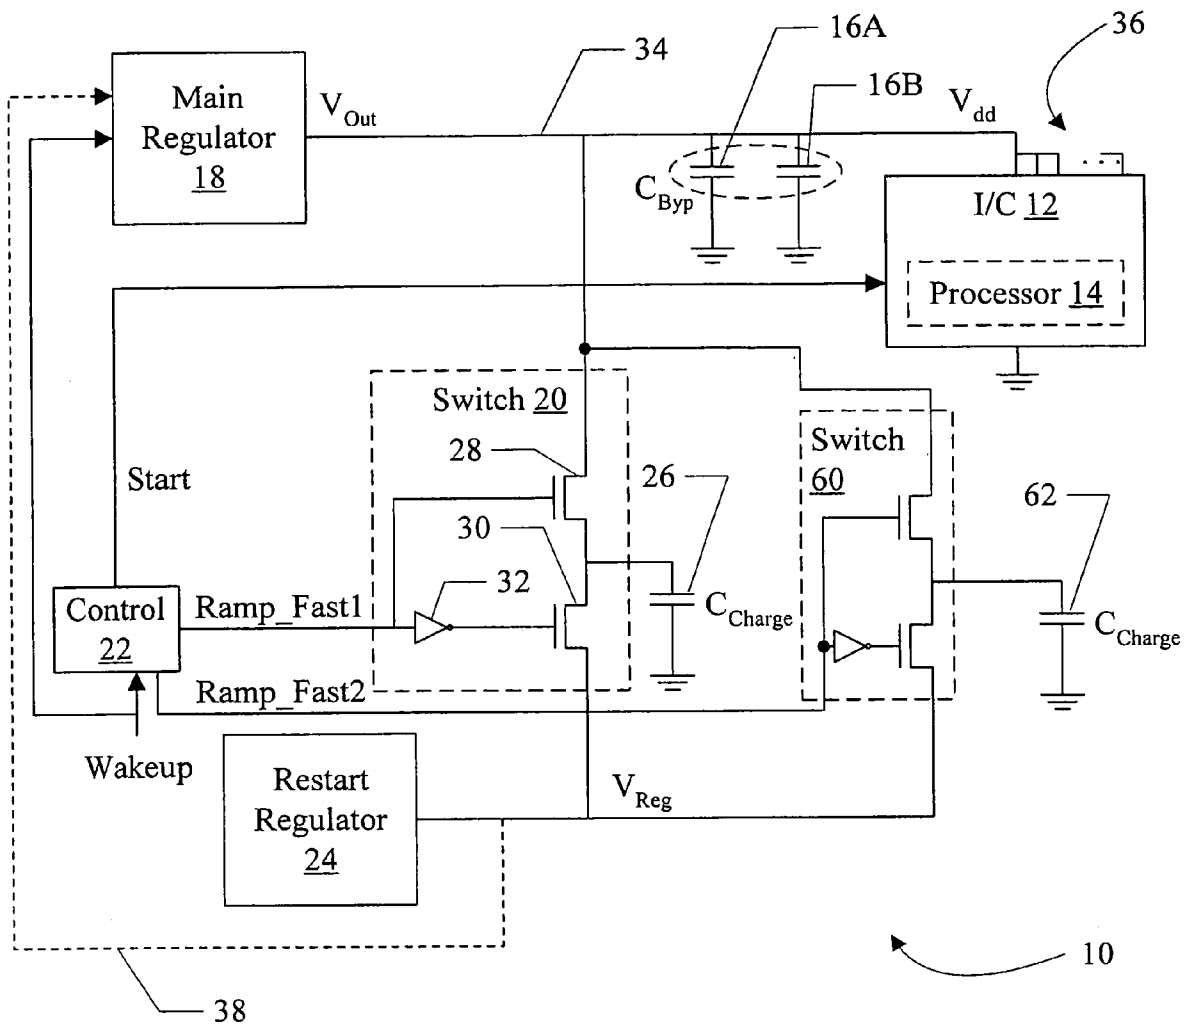 16A
36
34
16B
Main
Regulator
18
V_Out
V_dd
C_Byp
I/C 12
Processor 14
Switch 20
Switch
60
28
26
62
Start
30
32
Control
22
Ramp_Fast1
C_Charge
C_Charge
Ramp_Fast2
Wakeup
Restart
Regulator
24
V_Reg
10
38